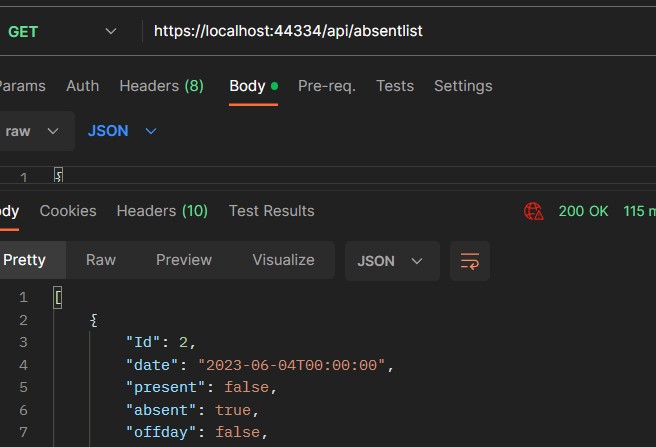 GET https://localhost:44334/api/absentlist
Params Auth Headers (8) Body Pre-req. Tests Settings
raw JSON
1 {
Cookies Headers (10) Test Results 200 OK 115 m
Pretty Raw Preview Visualize JSON
1 [
2 {
3 "Id": 2,
4 "date": "2023-06-04T00:00:00",
5 "present": false,
6 "absent": true,
7 "offday": false,